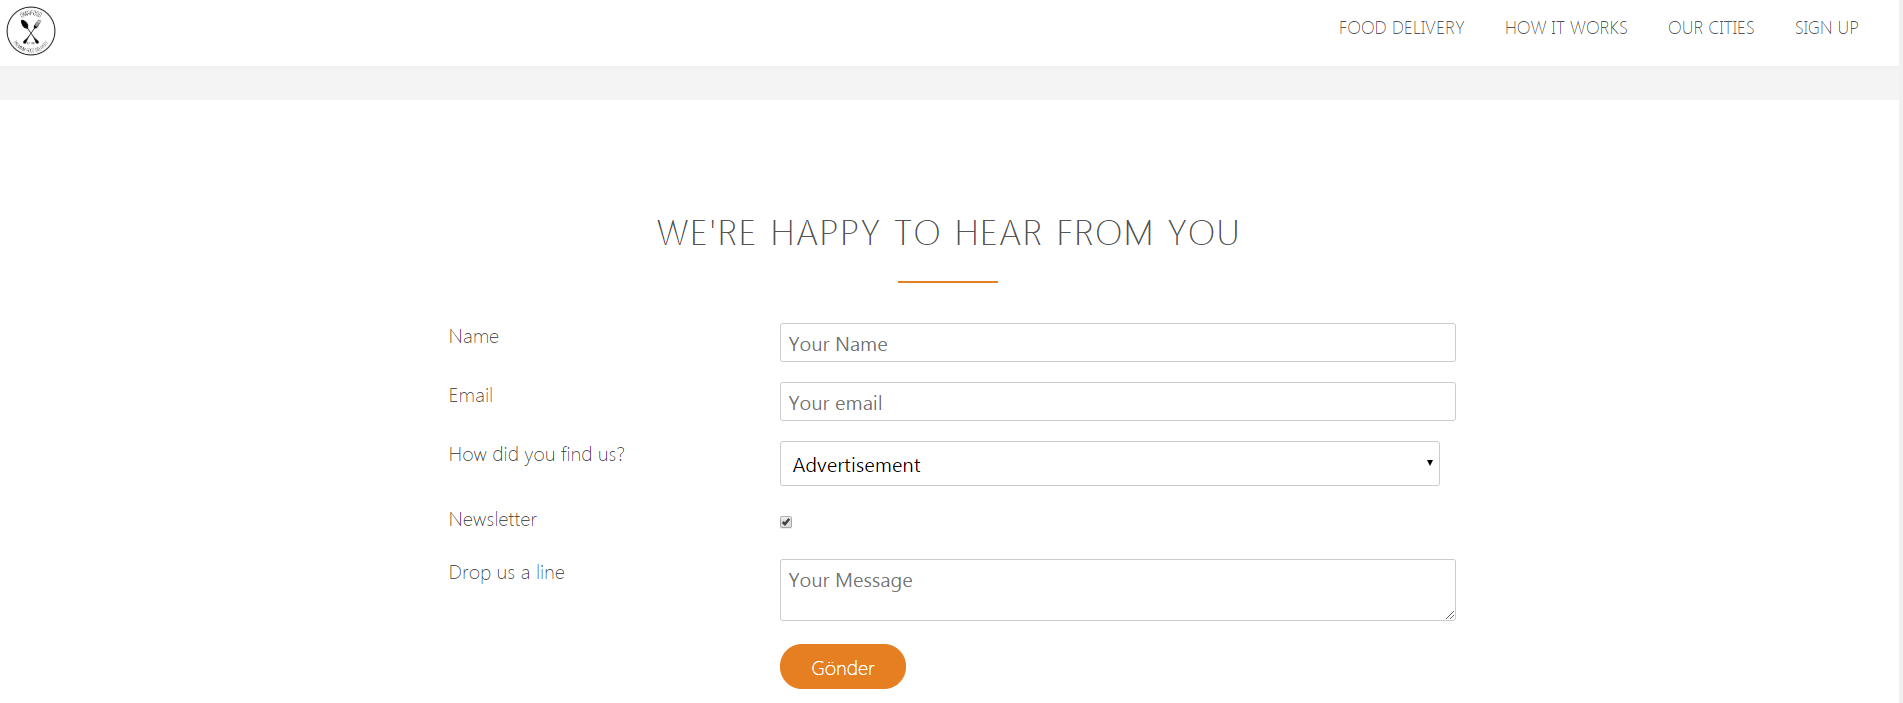 FOOD DELIVERY HOW IT WORKS OUR CITIES SIGN UP
WE'RE HAPPY TO HEAR FROM YOU
Name
Your Name
Email
Your email
How did you find us?
Advertisement
Newsletter
Drop us a line
Your Message
Gönder